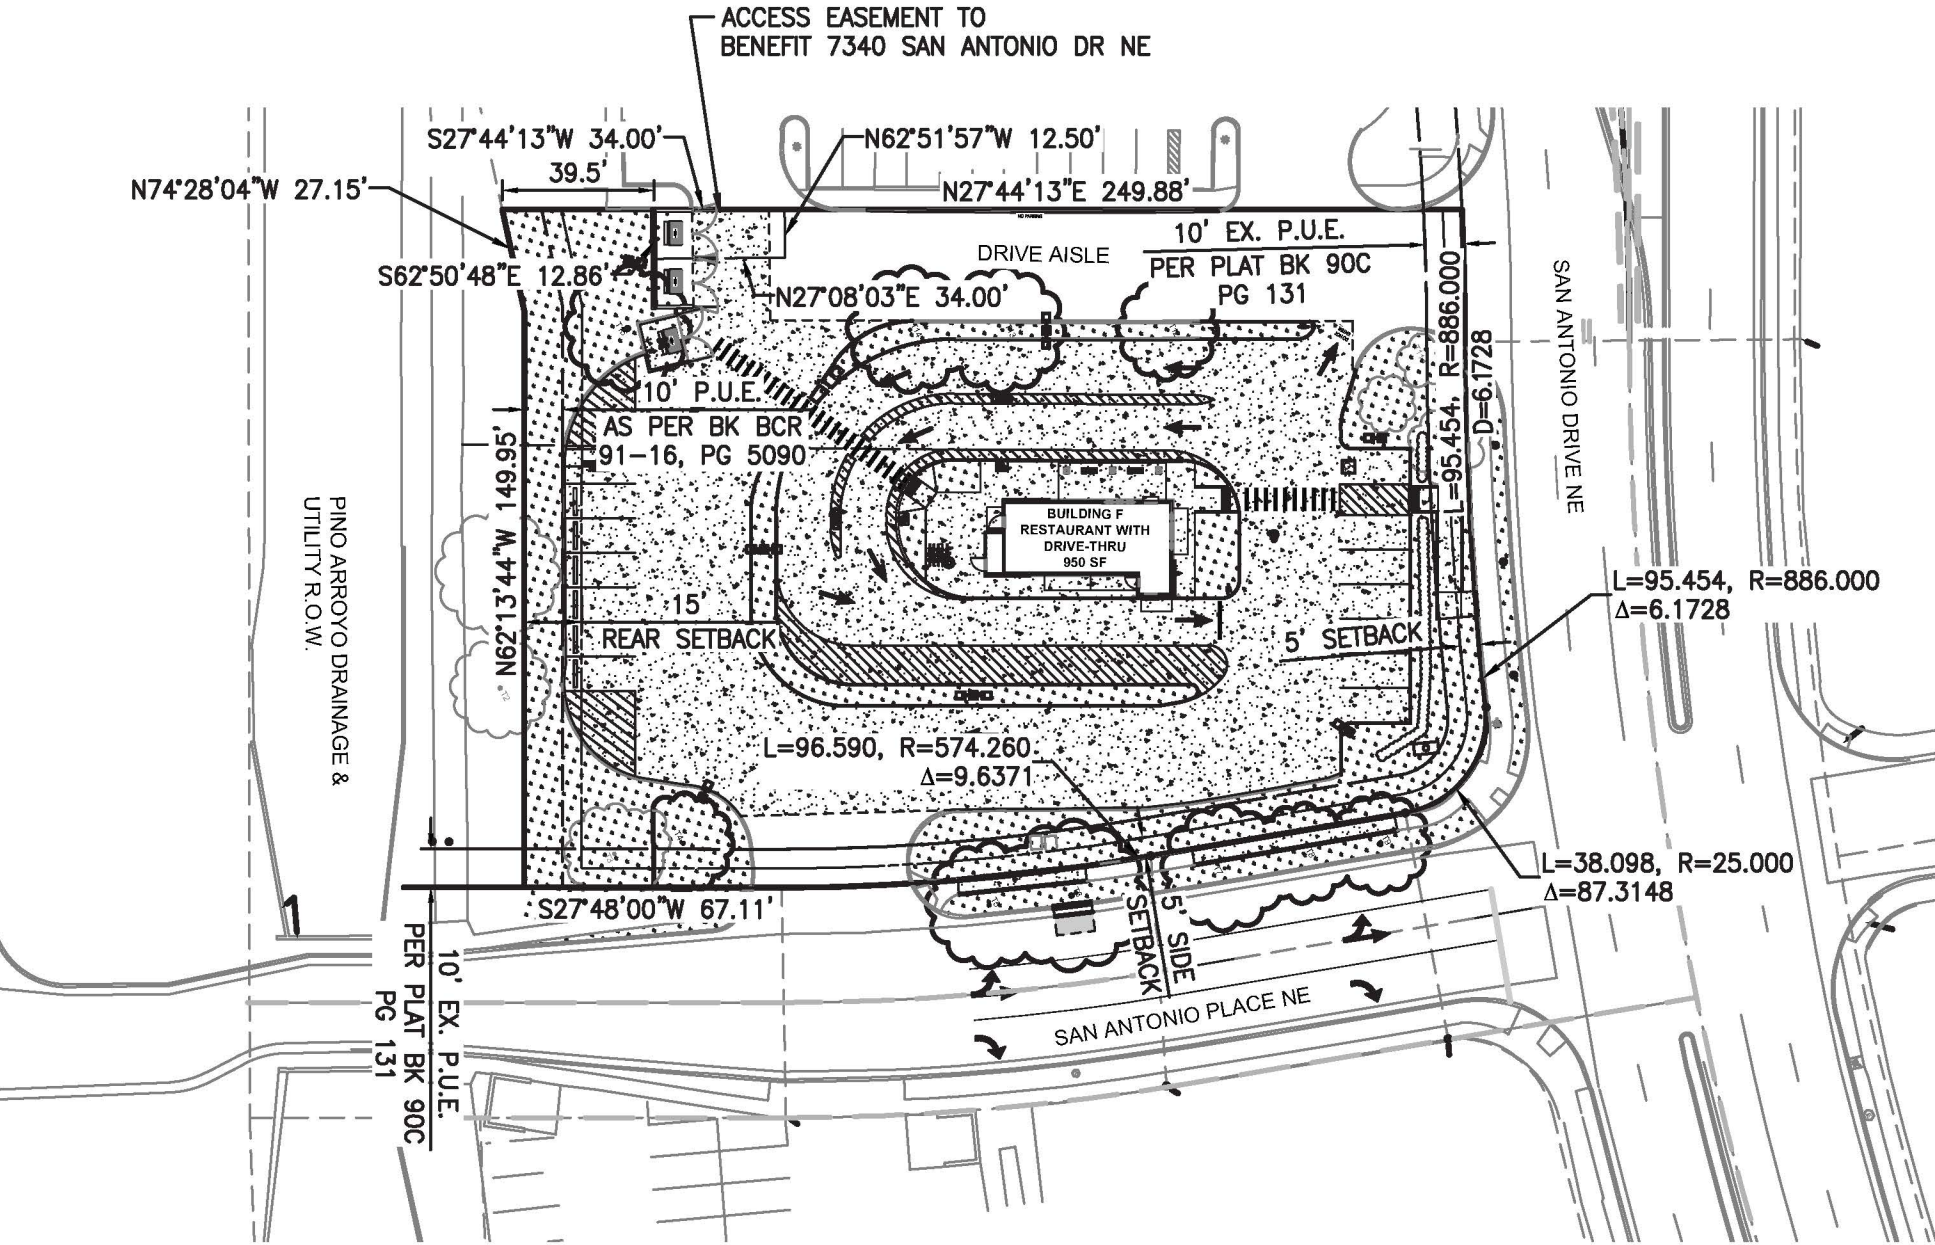 ACCESS EASEMENT TO
BENEFIT 7340 SAN ANTONIO DR NE
S27°44'13"W 34.00'
N62°51'57"W 12.50'
39.5'
N74°28'04"W 27.15'
N27°44'13"E 249.88'
NO PARKING
10' EX. P.U.E.
PER PLAT BK 90C
PG 131
DRIVE AISLE
S62°50'48"E 12.86'
N27°08'03"E 34.00'
L=95.454, R=886.000
D=6.1728
SAN ANTONIO DRIVE NE
10' P.U.E.
AS PER BK BCR
91-16, PG 5090
N62°13'44"W 149.95'
PINO ARROYO DRAINAGE &
UTILITY R.O.W.
BUILDING F
RESTAURANT WITH
DRIVE-THRU
950 SF
15'
REAR SETBACK
5' SETBACK
L=95.454, R=886.000
Δ=6.1728
T2
L=96.590, R=574.260
Δ=9.6371
L=38.098, R=25.000
Δ=87.3148
S27°48'00"W 67.11'
5' SIDE
SETBACK
1
10' EX. P.U.E.
PER PLAT BK 90C
PG 131
SAN ANTONIO PLACE NE